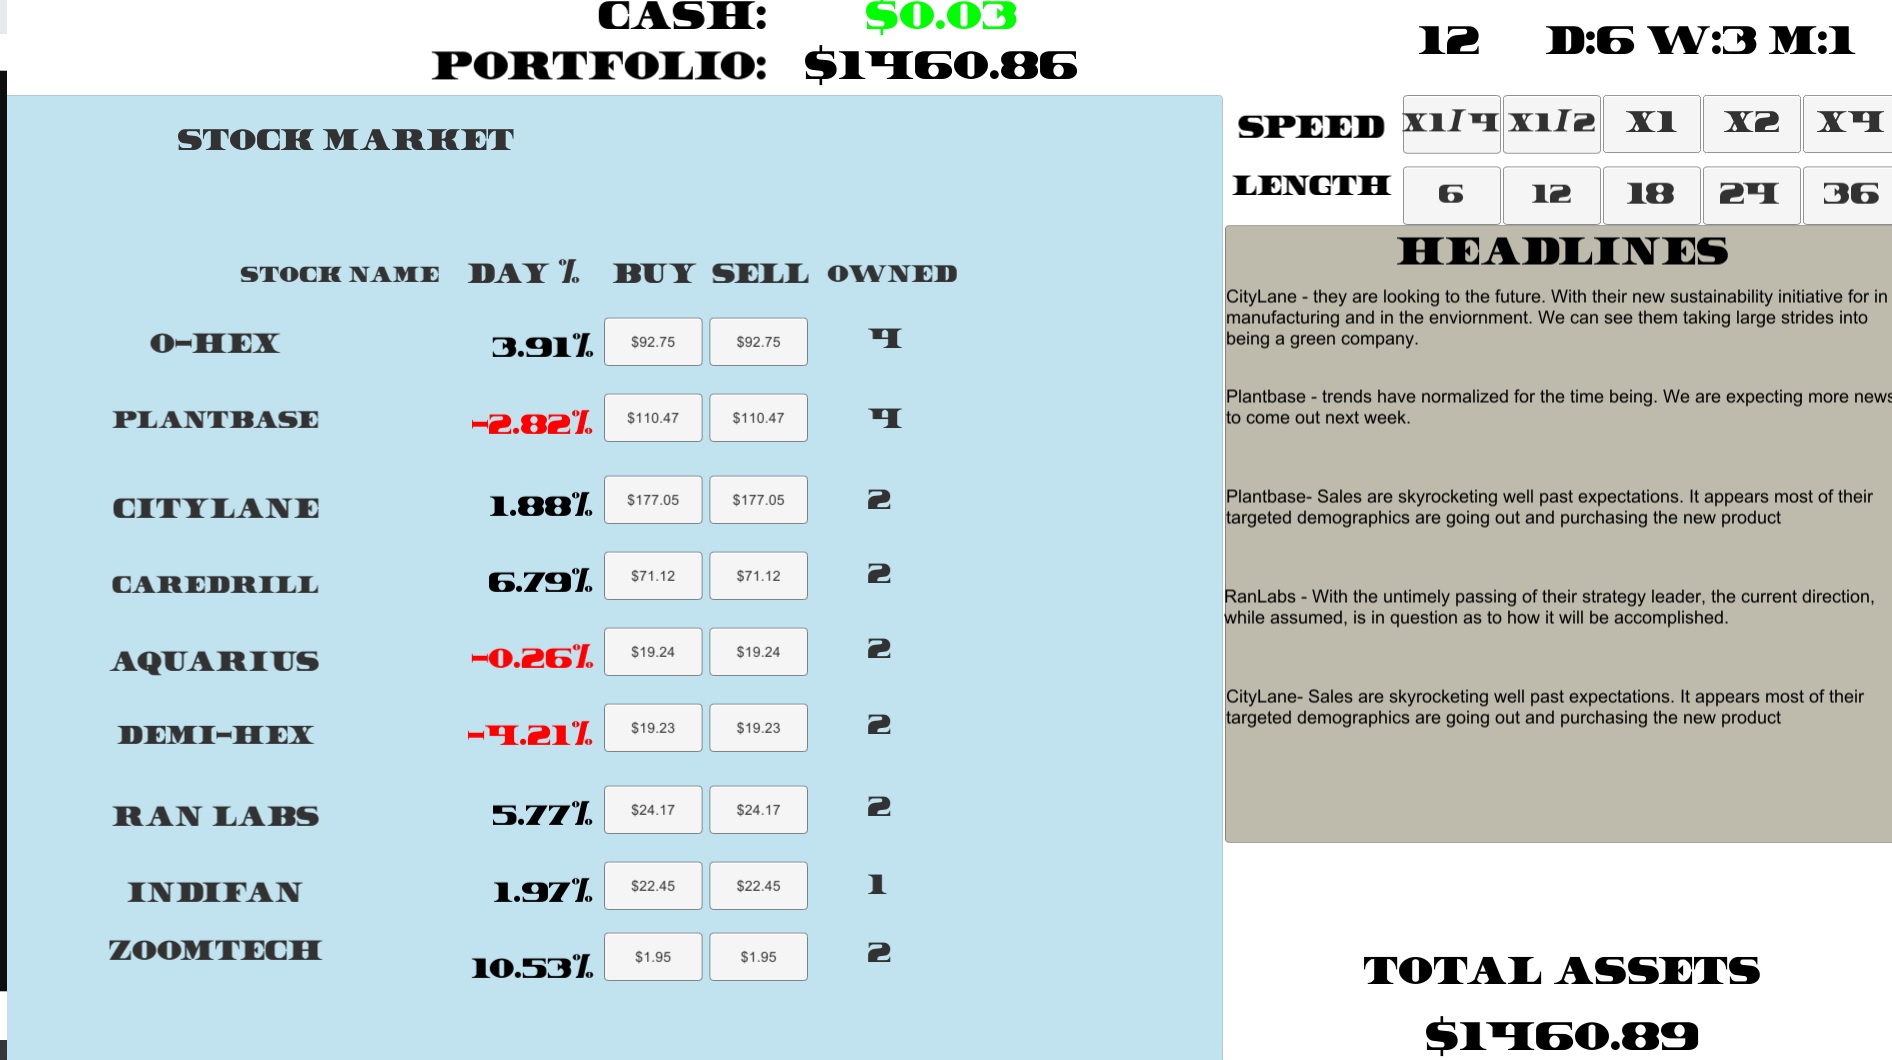 CASH: $0.03
PORTFOLIO: $1460.86
12 D:6 W:3 M:1
SPEED X1/4 X1/2 X1 X2 X4
LENGTH 6 12 18 24 36
STOCK MARKET
STOCK NAME DAY % BUY SELL OWNED
O-HEX 3.91% $92.75 $92.75 4
PLANTBASE -2.82% $110.47 $110.47 4
CITYLANE 1.88% $177.05 $177.05 2
CAREDRILL 6.79% $71.12 $71.12 2
AQUARIUS -0.26% $19.24 $19.24 2
DEMI-HEX -4.21% $19.23 $19.23 2
RAN LABS 5.77% $24.17 $24.17 2
INDIFAN 1.97% $22.45 $22.45 1
ZOOMTECH 10.53% $1.95 $1.95 2
HEADLINES
CityLane - they are looking to the future. With their new sustainability initiative for in
manufacturing and in the enviornment. We can see them taking large strides into
being a green company.
Plantbase - trends have normalized for the time being. We are expecting more news
to come out next week.
Plantbase- Sales are skyrocketing well past expectations. It appears most of their
targeted demographics are going out and purchasing the new product
RanLabs - With the untimely passing of their strategy leader, the current direction,
while assumed, is in question as to how it will be accomplished.
CityLane- Sales are skyrocketing well past expectations. It appears most of their
targeted demographics are going out and purchasing the new product
TOTAL ASSETS
$1460.89